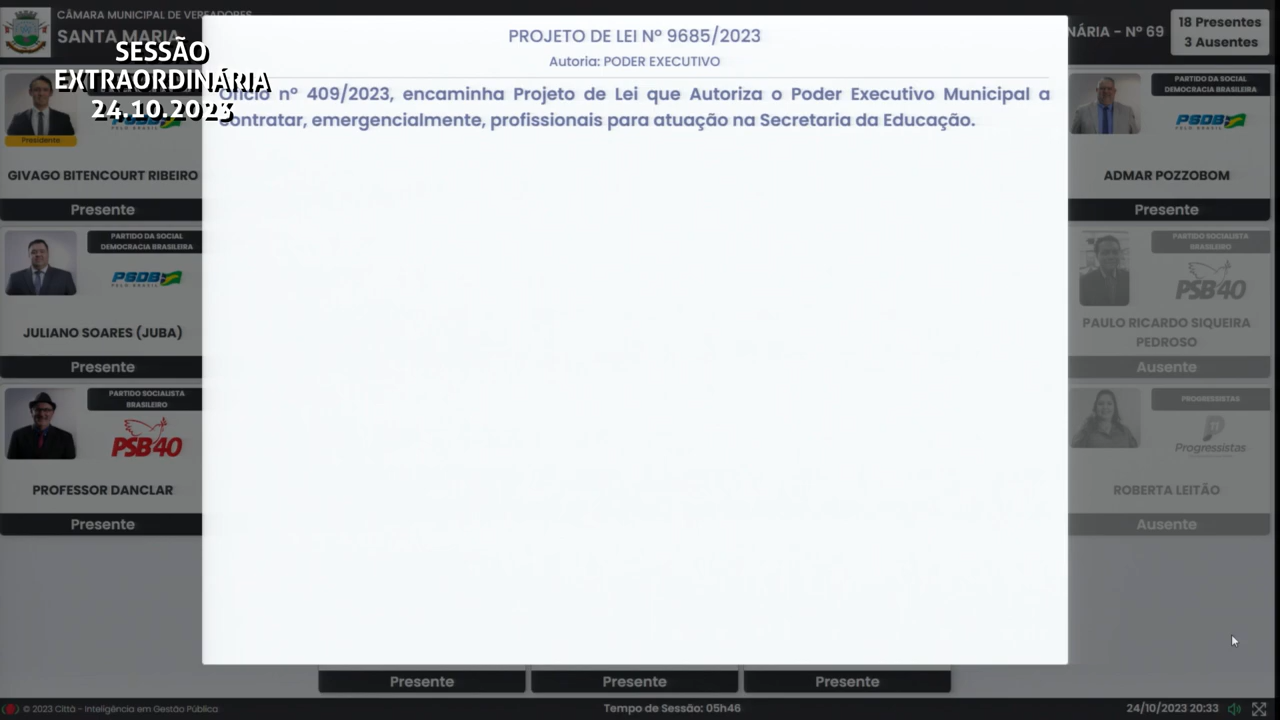 CÂMARA MUNICIPAL DE VEREADORES
SANTA MARIA
SESSÃO
EXTRAORDINÁRIA
24.10.2023
NÁRIA - Nº 69
18 Presentes
3 Ausentes
PROJETO DE LEI Nº 9685/2023
Autoria: PODER EXECUTIVO
Ofício nº 409/2023, encaminha Projeto de Lei que Autoriza o Poder Executivo Municipal a
contratar, emergencialmente, profissionais para atuação na Secretaria da Educação.
Presidente
GIVAGO BITENCOURT RIBEIRO
Presente
PARTIDO DA SOCIAL
DEMOCRACIA BRASILEIRA
PSDB
PELO BRASIL
ADMAR POZZOBOM
Presente
PARTIDO DA SOCIAL
DEMOCRACIA BRASILEIRA
PSDB
PELO BRASIL
JULIANO SOARES (JUBA)
Presente
PARTIDO SOCIALISTA
BRASILEIRO
PSB40
PAULO RICARDO SIQUEIRA
PEDROSO
Ausente
PARTIDO SOCIALISTA
BRASILEIRO
PSB40
PROFESSOR DANCLAR
Presente
PROGRESSISTAS
Progressistas
ROBERTA LEITÃO
Ausente
Presente
Presente
Presente
© 2023 Città - Inteligência em Gestão Pública
Tempo de Sessão: 05h46
24/10/2023 20:33